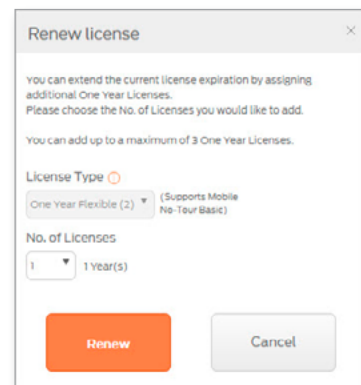 Renew license
You can extend the current license expiration by assigning
additional One Year Licenses.
Please choose the No. of Licenses you would like to add.
You can add up to a maximum of 3 One Year Licenses.
License Type
One Year Flexible (2)
(Supports Mobile
No-Tour Basic)
No. of Licenses
1
1 Year(s)
Renew
Cancel